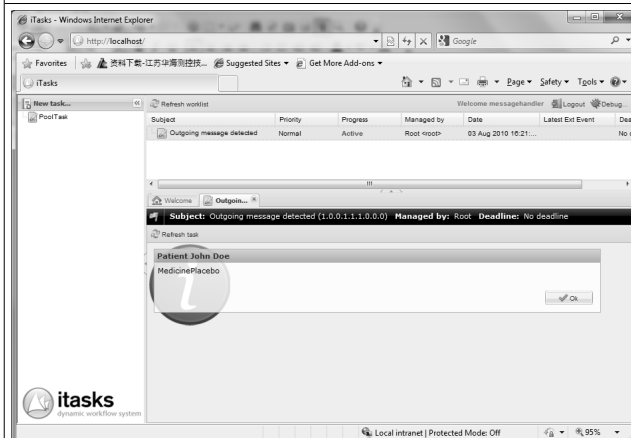 iTasks - Windows Internet Explorer
http://localhost/
Google
Favorites 资料下载-江苏华海测控技... Suggested Sites Get More Add-ons
iTasks
Page Safety Tools
New task... Refresh worklist Welcome messagehandler Logout Debug...
PoolTask
Subject Priority Progress Managed by Date Latest Ext Event Dea
Outgoing message detected Normal Active Root <root> 03 Aug 2010 16:21:... No
Welcome Outgoin...
Subject: Outgoing message detected (1.0.0.1.1.1.0.0.0) Managed by: Root Deadline: No deadline
Refresh task
Patient John Doe
MedicinePlacebo
Ok
itasks
dynamic workflow system
Local intranet | Protected Mode: Off 95%